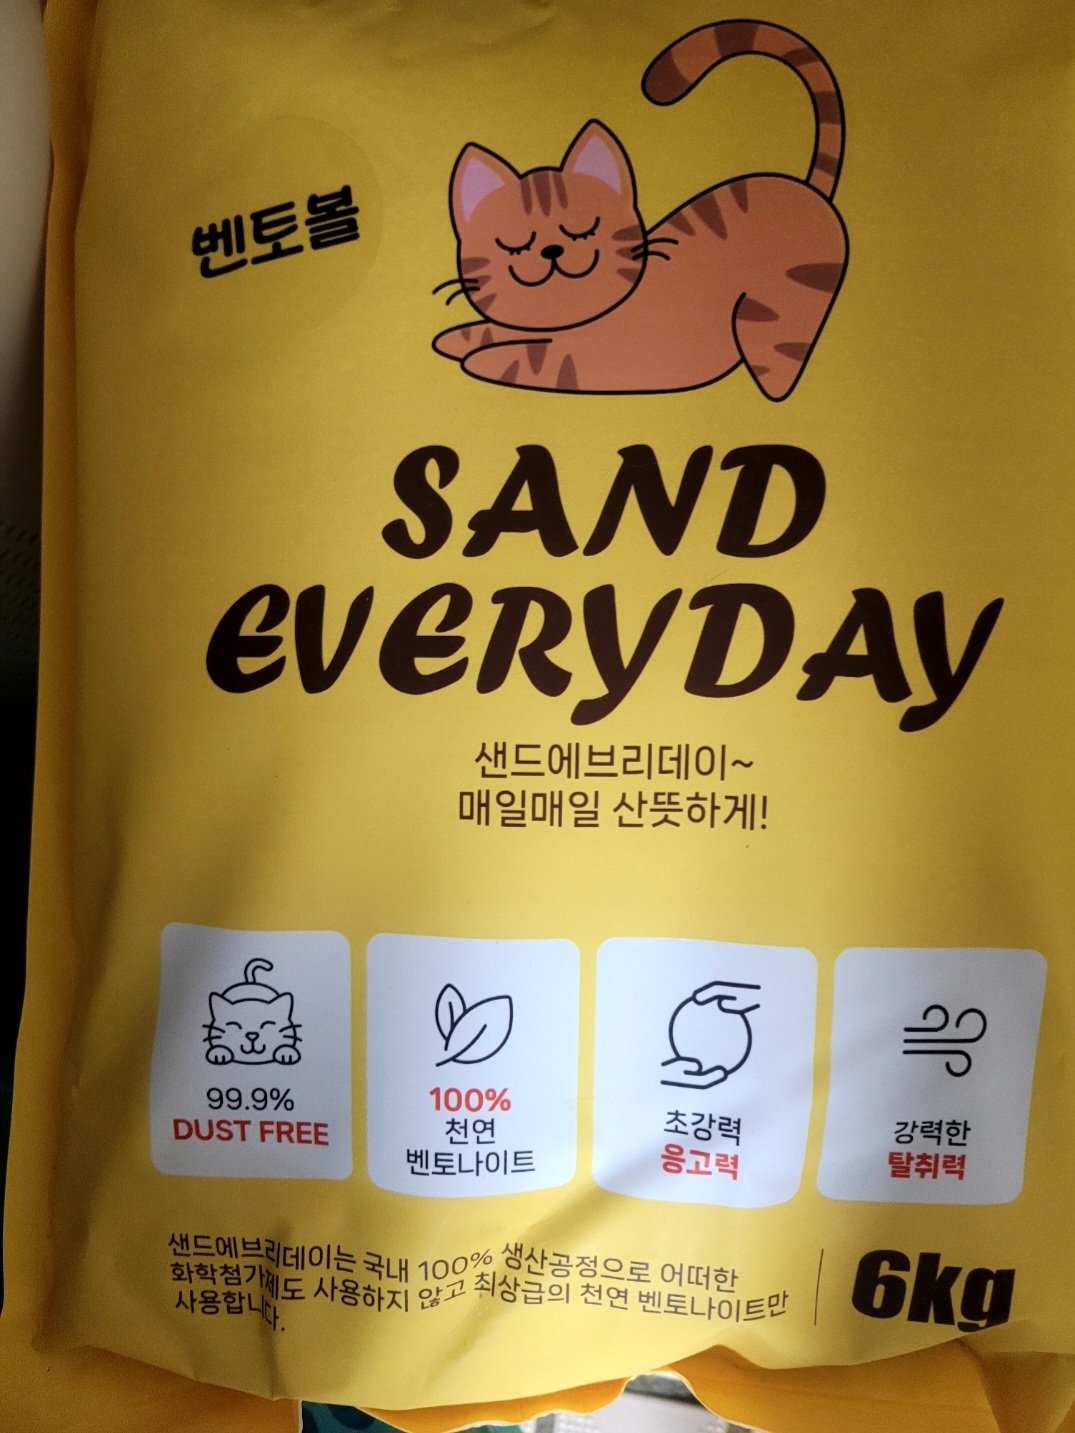 벤토볼
SAND
EVERYDAY
샌드에브리데이~
매일매일 산뜻하게!
99.9%
DUST FREE
100%
천연
벤토나이트
초강력
응고력
강력한
탈취력
샌드에브리데이는 국내 100% 생산공정으로 어떠한
화학첨가제도 사용하지 않고 최상급의 천연 벤토나이트만
사용합니다.
6kg